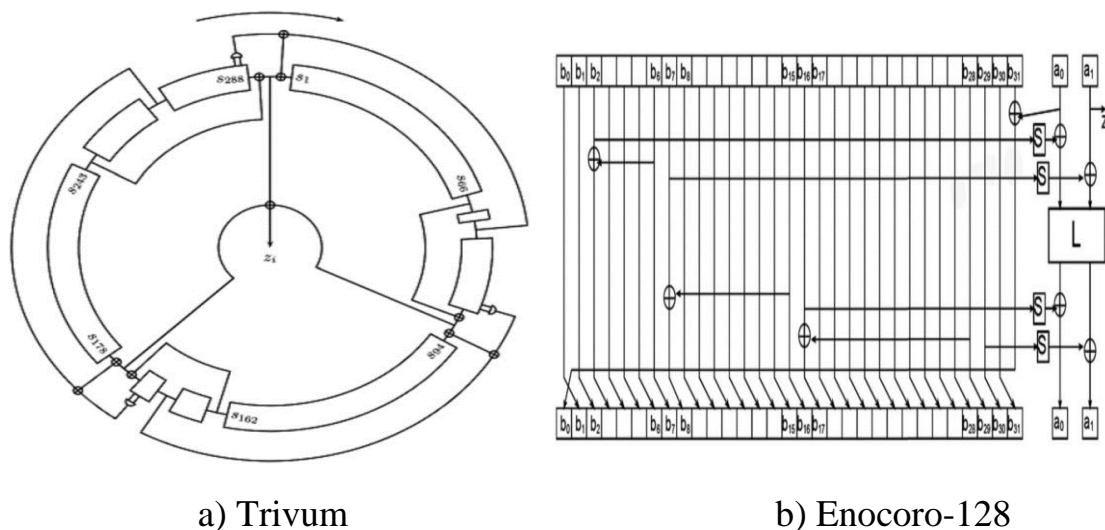 s288
s1
s66
s243
zi
s178
s94
s162
b0 b1 b2 b6 b7 b8 b15 b16 b17 b28 b29 b30 b31 a0 a1
z
S
S
L
S
S
b0 b1 b2 b6 b7 b8 b15 b16 b17 b28 b29 b30 b31 a0 a1
a) Trivum
b) Enocoro-128